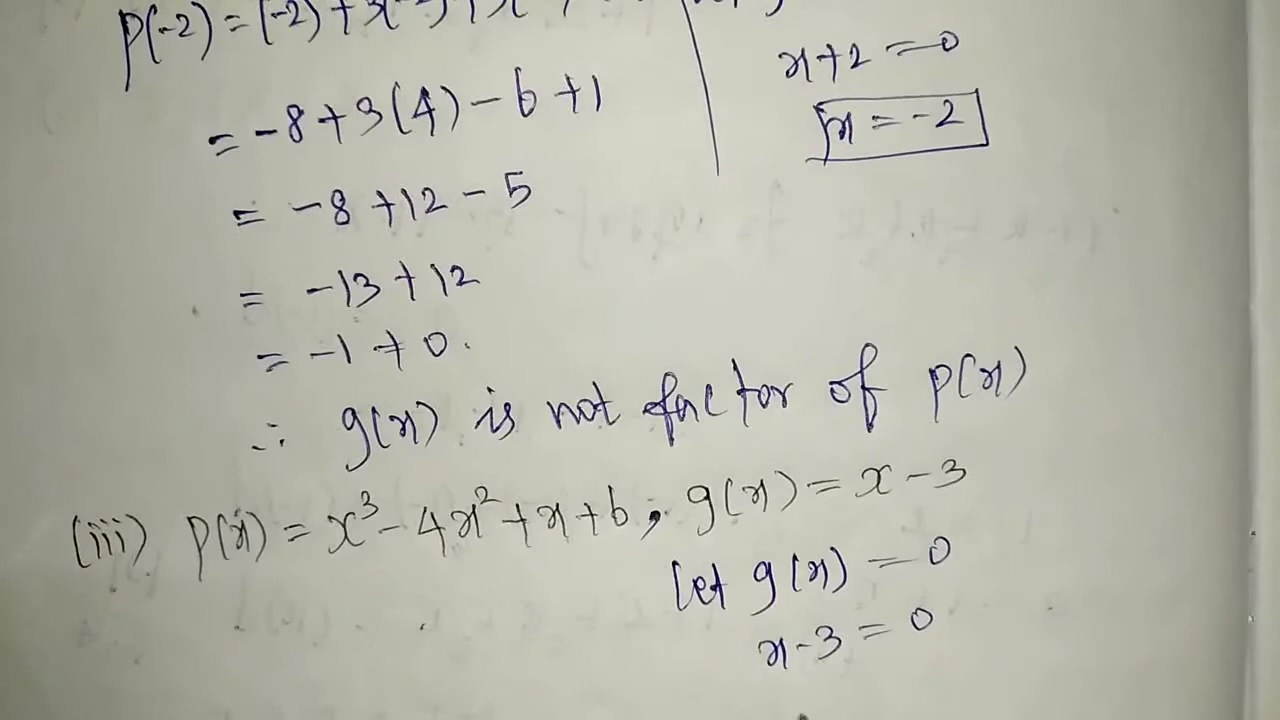 p(-2) = (-2) + 3(
x+2 = 0
= -8+3(4) - 6 +1
x = -2
= -8 +12 - 5
= -13 + 12
= -1 ≠ 0.
∴ g(x) is not factor of p(x)
(iii) p(x) = x³ - 4x² + x + 6, g(x) = x - 3
let g(x) = 0
x - 3 = 0